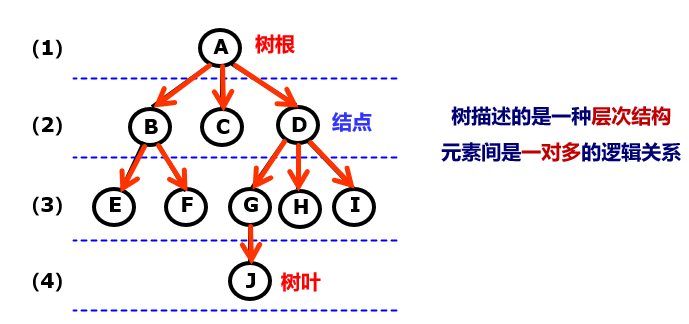 (1) A 树根
(2) B C D 结点
树描述的是一种层次结构
元素间是一对多的逻辑关系
(3) E F G H I
(4) J 树叶